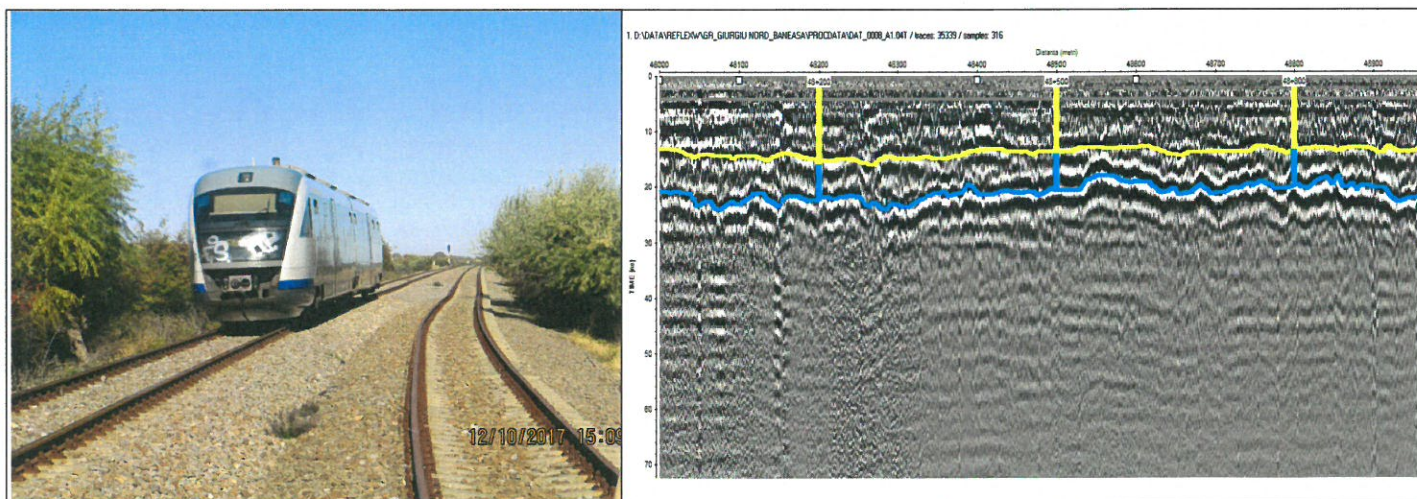 12/10/2017 15:09
1. D:\DATA\REFLEXW\GR_GIURGIU NORD_BANEASA\PROCDATA\DAT_0008_A1.04T / traces: 35339 / samples: 316
Distanta (metri)
48000 48100 48200 48300 48400 48500 48600 48700 48800 48900
48+200 48+500 48+800
0
10
20
30
40
50
60
70
TIME [ns]